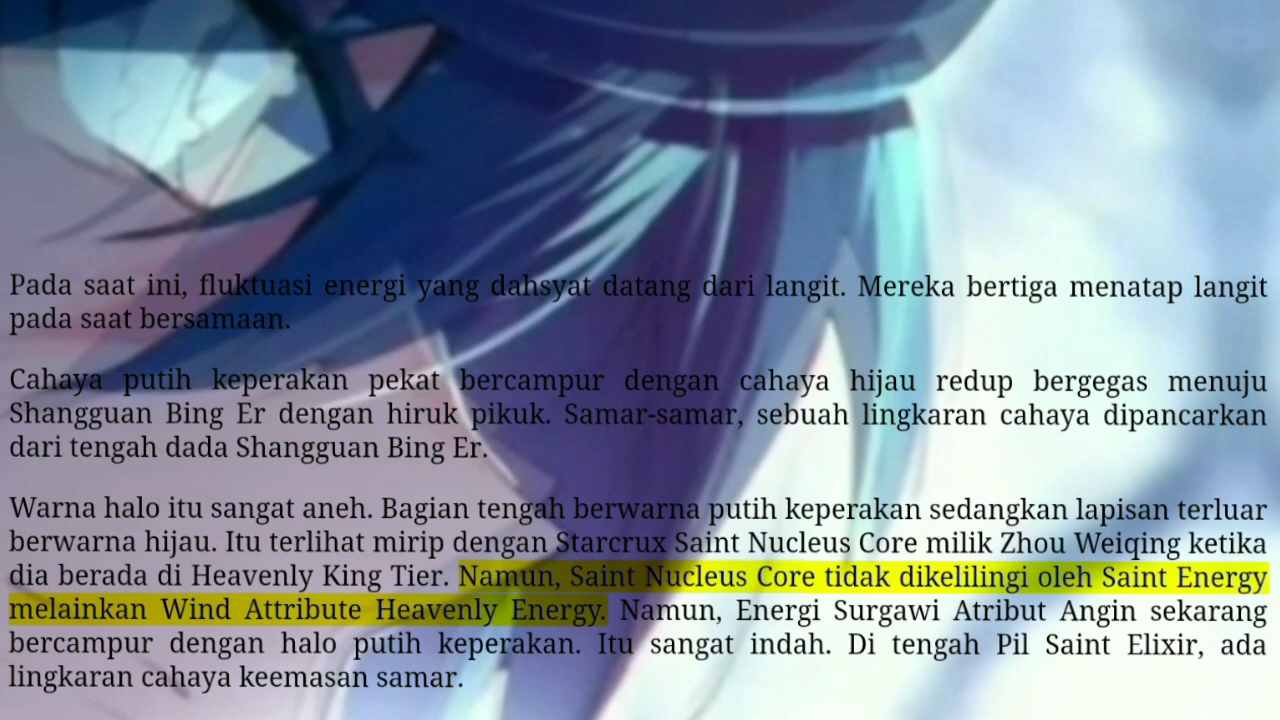 Pada saat ini, fluktuasi energi yang dahsyat datang dari langit. Mereka bertiga menatap langit
pada saat bersamaan.
Cahaya putih keperakan pekat bercampur dengan cahaya hijau redup bergegas menuju
Shangguan Bing Er dengan hiruk pikuk. Samar-samar, sebuah lingkaran cahaya dipancarkan
dari tengah dada Shangguan Bing Er.
Warna halo itu sangat aneh. Bagian tengah berwarna putih keperakan sedangkan lapisan terluar
berwarna hijau. Itu terlihat mirip dengan Starcrux Saint Nucleus Core milik Zhou Weiqing ketika
dia berada di Heavenly King Tier. Namun, Saint Nucleus Core tidak dikelilingi oleh Saint Energy
melainkan Wind Attribute Heavenly Energy. Namun, Energi Surgawi Atribut Angin sekarang
bercampur dengan halo putih keperakan. Itu sangat indah. Di tengah Pil Saint Elixir, ada
lingkaran cahaya keemasan samar.